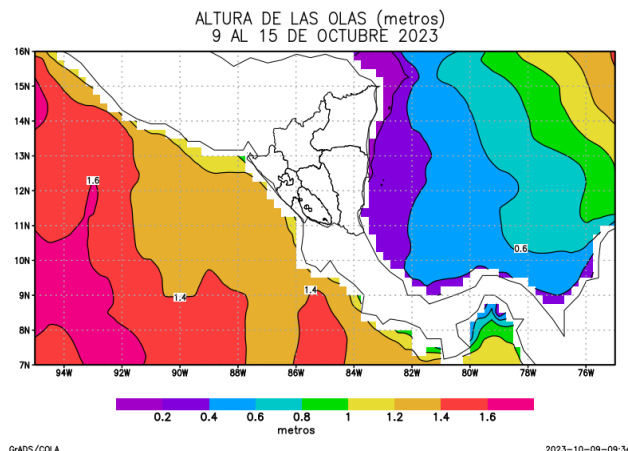 ALTURA DE LAS OLAS (metros)
9 AL 15 DE OCTUBRE 2023
16N
15N
14N
13N
12N
11N
10N
9N
8N
7N
1.6
1.4
1.4
0.6
94W 92W 90W 88W 86W 84W 82W 80W 78W 76W
0.2 0.4 0.6 0.8 1 1.2 1.4 1.6
metros
GrADS/COLA
2023-10-09-09:34